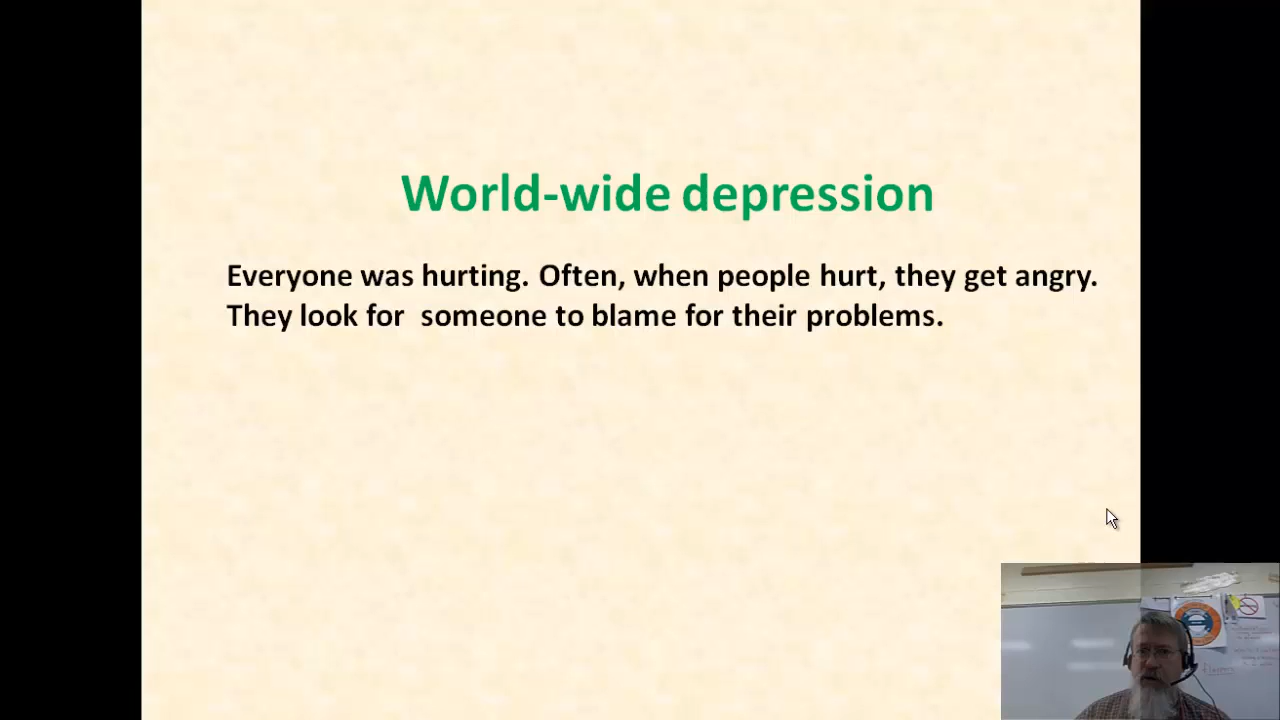 World-wide depression
Everyone was hurting. Often, when people hurt, they get angry.
They look for  someone to blame for their problems.